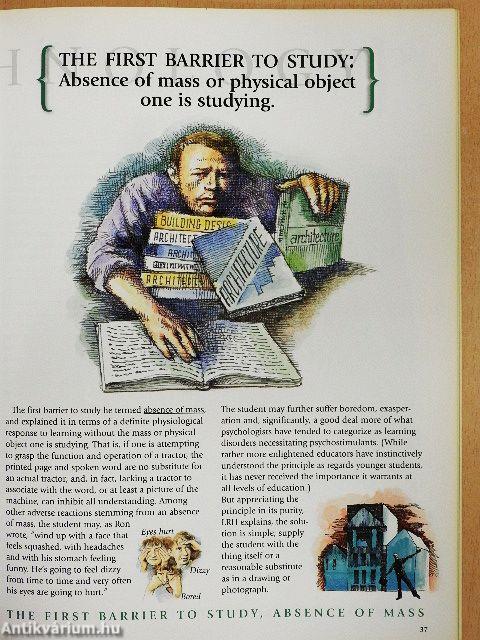 HNOLOGY
THE FIRST BARRIER TO STUDY:
Absence of mass or physical object
one is studying.
BUILDING DESI
ARCHITEC
ARCHI
ARCHITEC
ARCHITECTURE
architecture
The first barrier to study he termed absence of mass,
and explained it in terms of a definite physiological
response to learning without the mass or physical
object one is studying. That is, if one is attempting
to grasp the function and operation of a tractor, the
printed page and spoken word are no substitute for
an actual tractor, and, in fact, lacking a tractor to
associate with the word, or at least a picture of the
machine, can inhibit all understanding. Among
other adverse reactions stemming from an absence
of mass, the student may, as Ron
wrote, "wind up with a face that
feels squashed, with headaches
and with his stomach feeling
funny. He's going to feel dizzy
from time to time and very often
his eyes are going to hurt."
Eyes hurt
Dizzy
Bored
The student may further suffer boredom, exasper-
ation and, significantly, a good deal more of what
psychologists have tended to categorize as learning
disorders necessitating psychostimulants. (While
rather more enlightened educators have instinctively
understood the principle as regards younger students,
it has never received the importance it warrants at
all levels of education.)
But appreciating the
principle in its purity,
LRH explains, the solu-
tion is simple, supply
the student with the
thing itself or a
reasonable substitute
as in a drawing or
photograph.
THE FIRST BARRIER TO STUDY, ABSENCE OF MASS
37
Antikvárium.hu